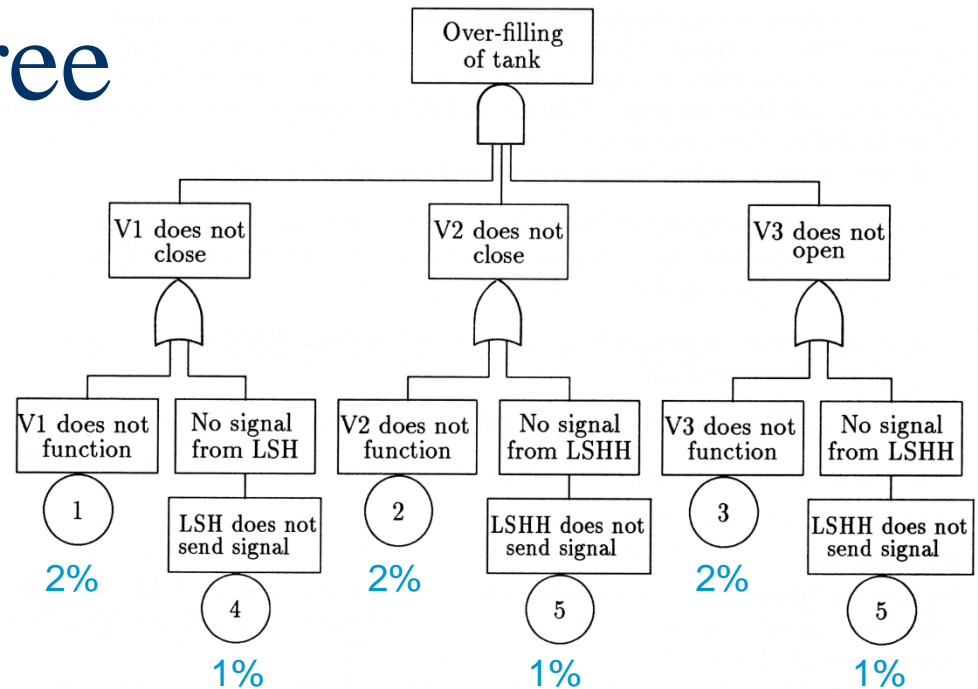 ree
Over-filling
of tank
V1 does not
close
V2 does not
close
V3 does not
open
V1 does not
function
No signal
from LSH
V2 does not
function
No signal
from LSHH
V3 does not
function
No signal
from LSHH
1
LSH does not
send signal
2
LSHH does not
send signal
3
LSHH does not
send signal
2%
4
2%
5
2%
5
1%
1%
1%